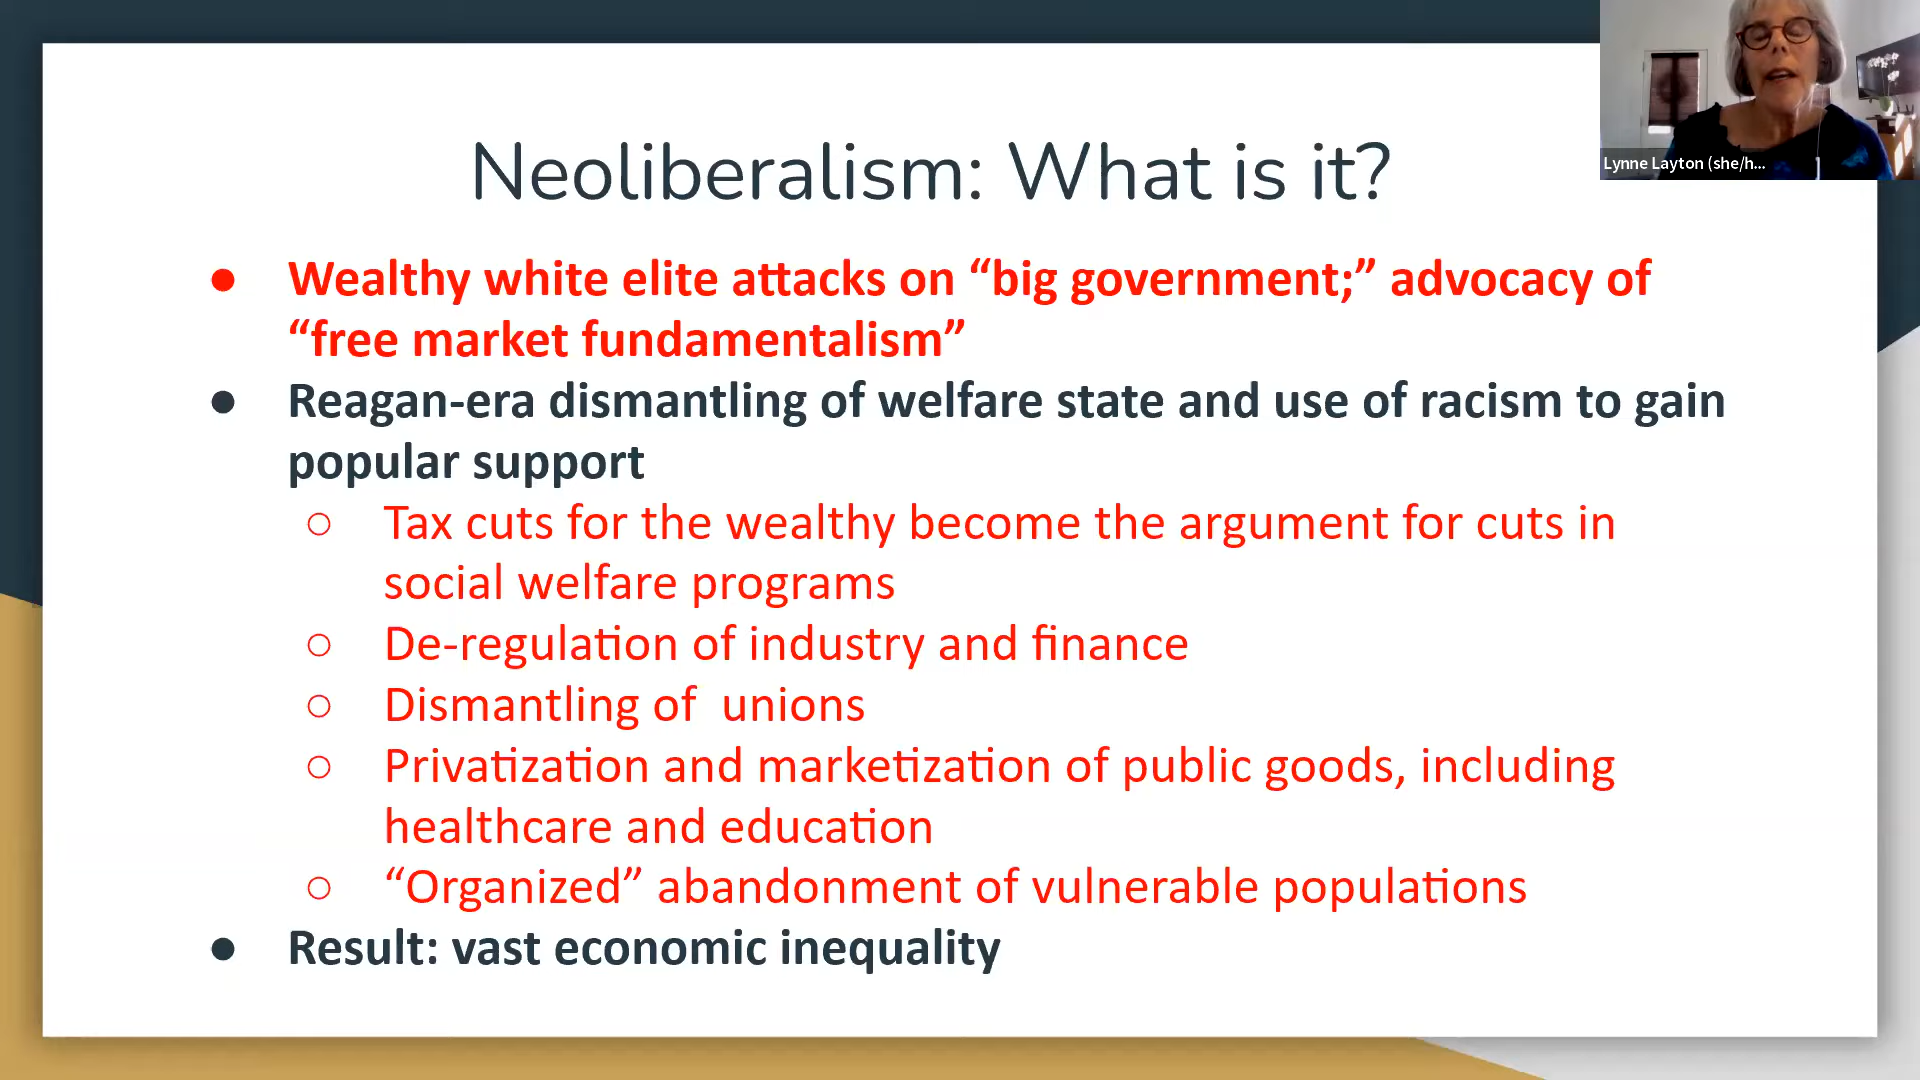 Neoliberalism: What is it?
Lynne Layton (she/h...
● Wealthy white elite attacks on “big government;” advocacy of
“free market fundamentalism”
● Reagan-era dismantling of welfare state and use of racism to gain
popular support
○ Tax cuts for the wealthy become the argument for cuts in
social welfare programs
○ De-regulation of industry and finance
○ Dismantling of  unions
○ Privatization and marketization of public goods, including
healthcare and education
○ “Organized” abandonment of vulnerable populations
● Result: vast economic inequality